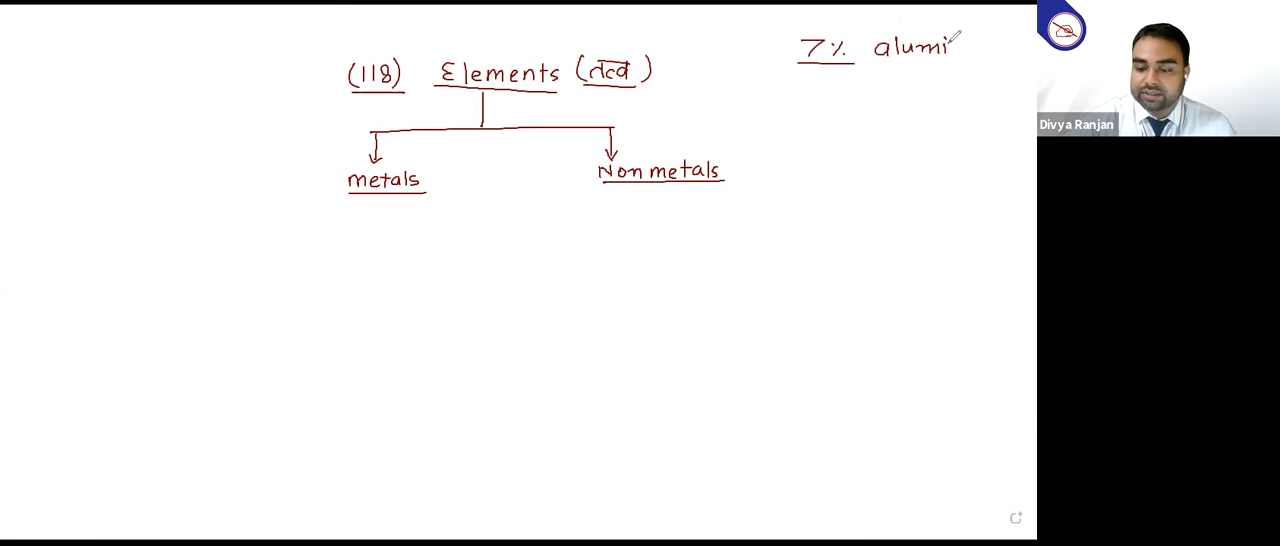 7% alumi
(118) Elements (तत्व)
metals
Non metals
Divya Ranjan